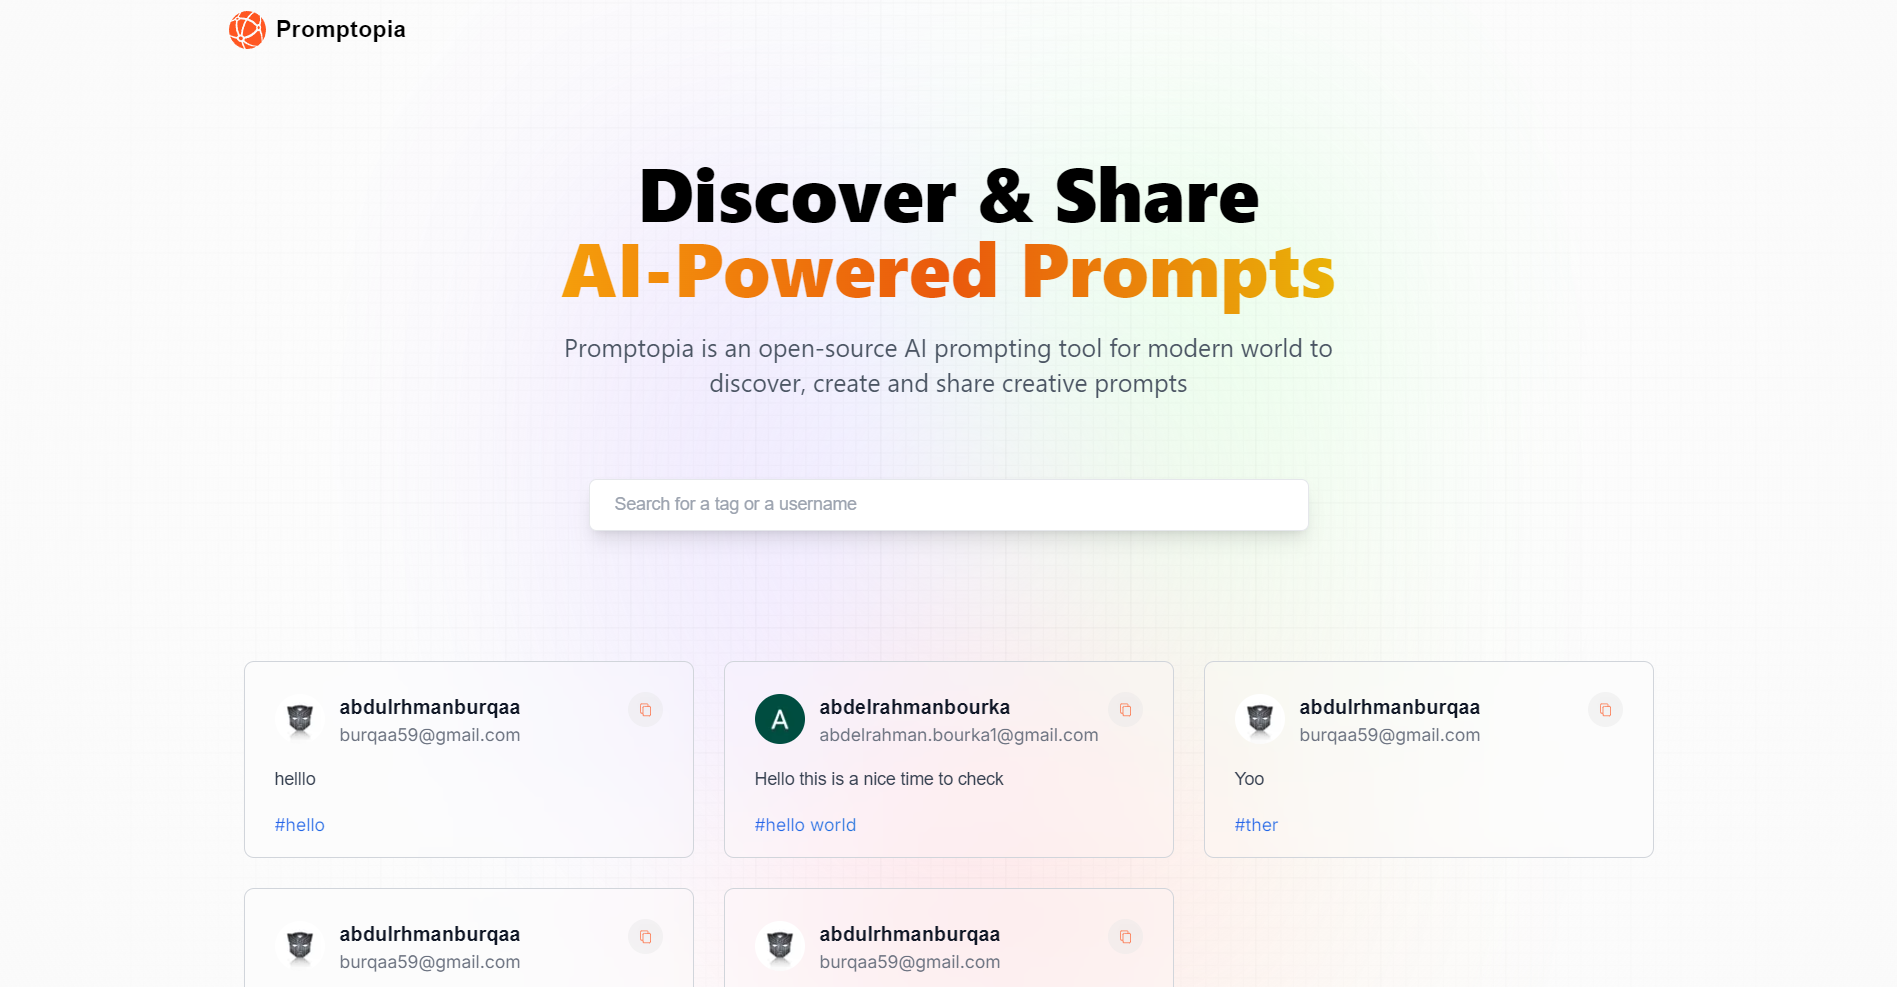 Promptopia
Discover & Share
AI-Powered Prompts
Promptopia is an open-source AI prompting tool for modern world to
discover, create and share creative prompts
Search for a tag or a username
abdulrhmanburqaa
burqaa59@gmail.com
helllo
#hello
A
abdelrahmanbourka
abdelrahman.bourka1@gmail.com
Hello this is a nice time to check
#hello world
abdulrhmanburqaa
burqaa59@gmail.com
Yoo
#ther
abdulrhmanburqaa
burqaa59@gmail.com
abdulrhmanburqaa
burqaa59@gmail.com